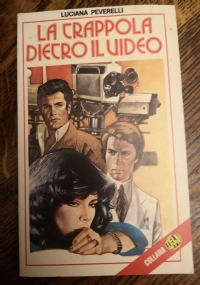 LUCIANA PEVERELLI
LA TRAPPOLA
DIETRO IL VIDEO
COLLANA